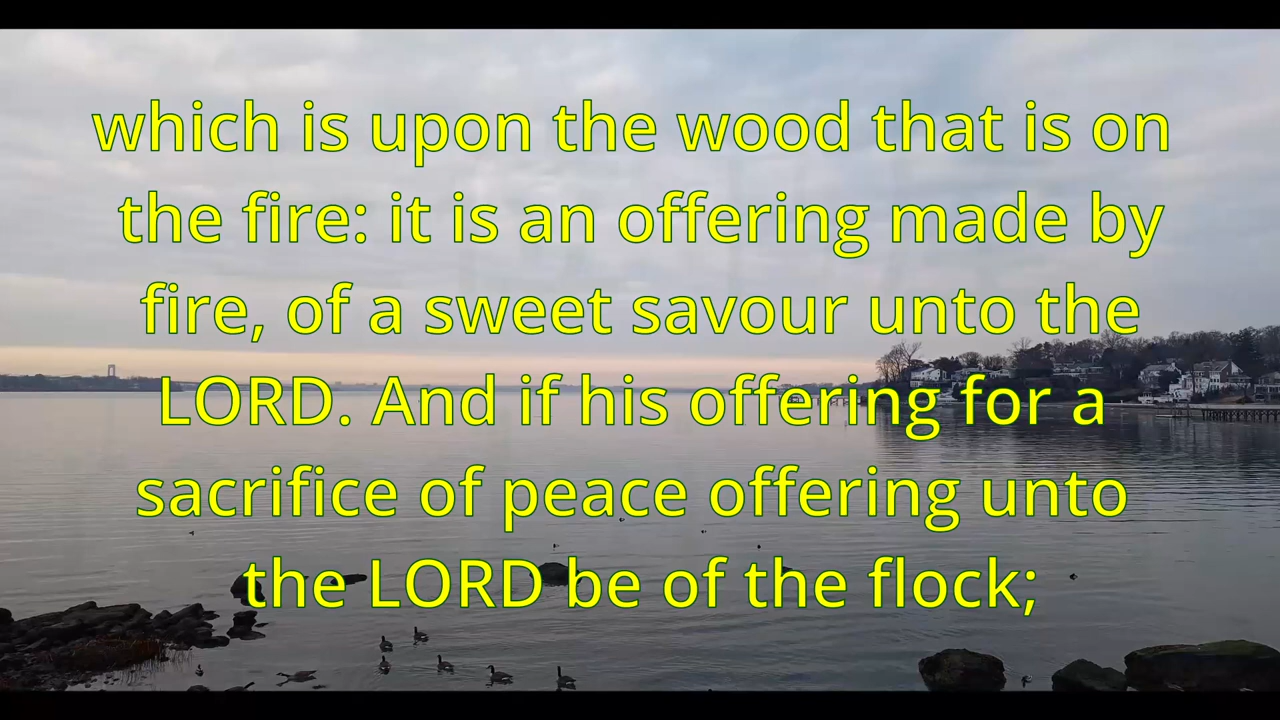 which is upon the wood that is on
the fire: it is an offering made by
fire, of a sweet savour unto the
LORD. And if his offering for a
sacrifice of peace offering unto
the LORD be of the flock;